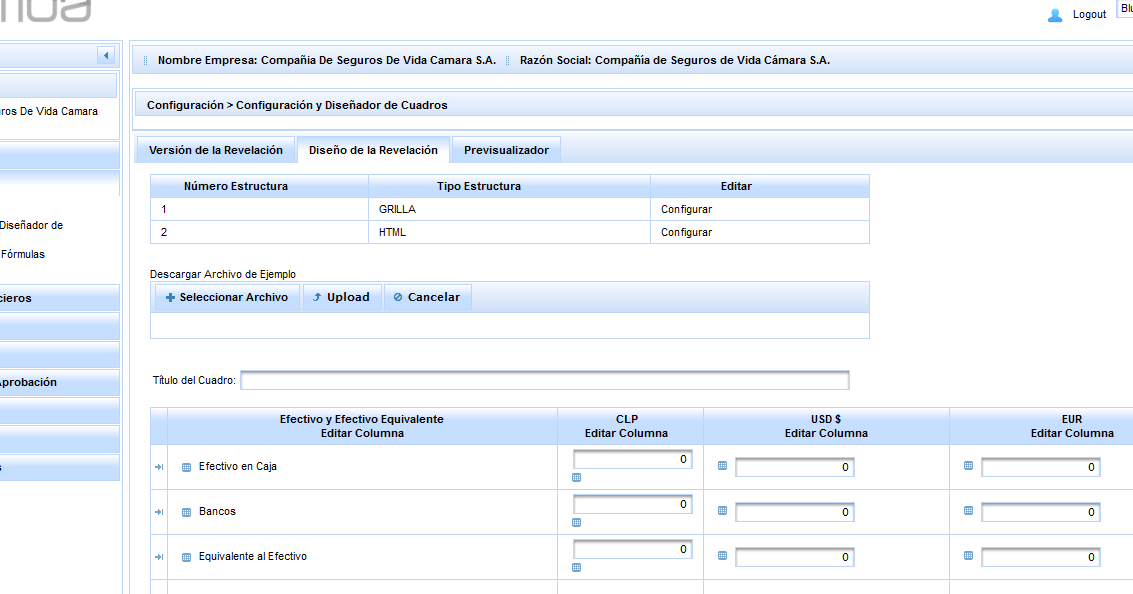 Logout
Blu
Nombre Empresa: Compañia De Seguros De Vida Camara S.A. Razón Social: Compañía de Seguros de Vida Cámara S.A.
ros De Vida Camara
Configuración > Configuración y Diseñador de Cuadros
Versión de la Revelación Diseño de la Revelación Previsualizador
Número Estructura Tipo Estructura Editar
1 GRILLA Configurar
2 HTML Configurar
Diseñador de
Fórmulas
cieros
Aprobación
s
Descargar Archivo de Ejemplo
Seleccionar Archivo Upload Cancelar
Título del Cuadro:
Efectivo y Efectivo Equivalente CLP USD $ EUR
Editar Columna Editar Columna Editar Columna Editar Columna
Efectivo en Caja 0 0 0
Bancos 0 0 0
Equivalente al Efectivo 0 0 0